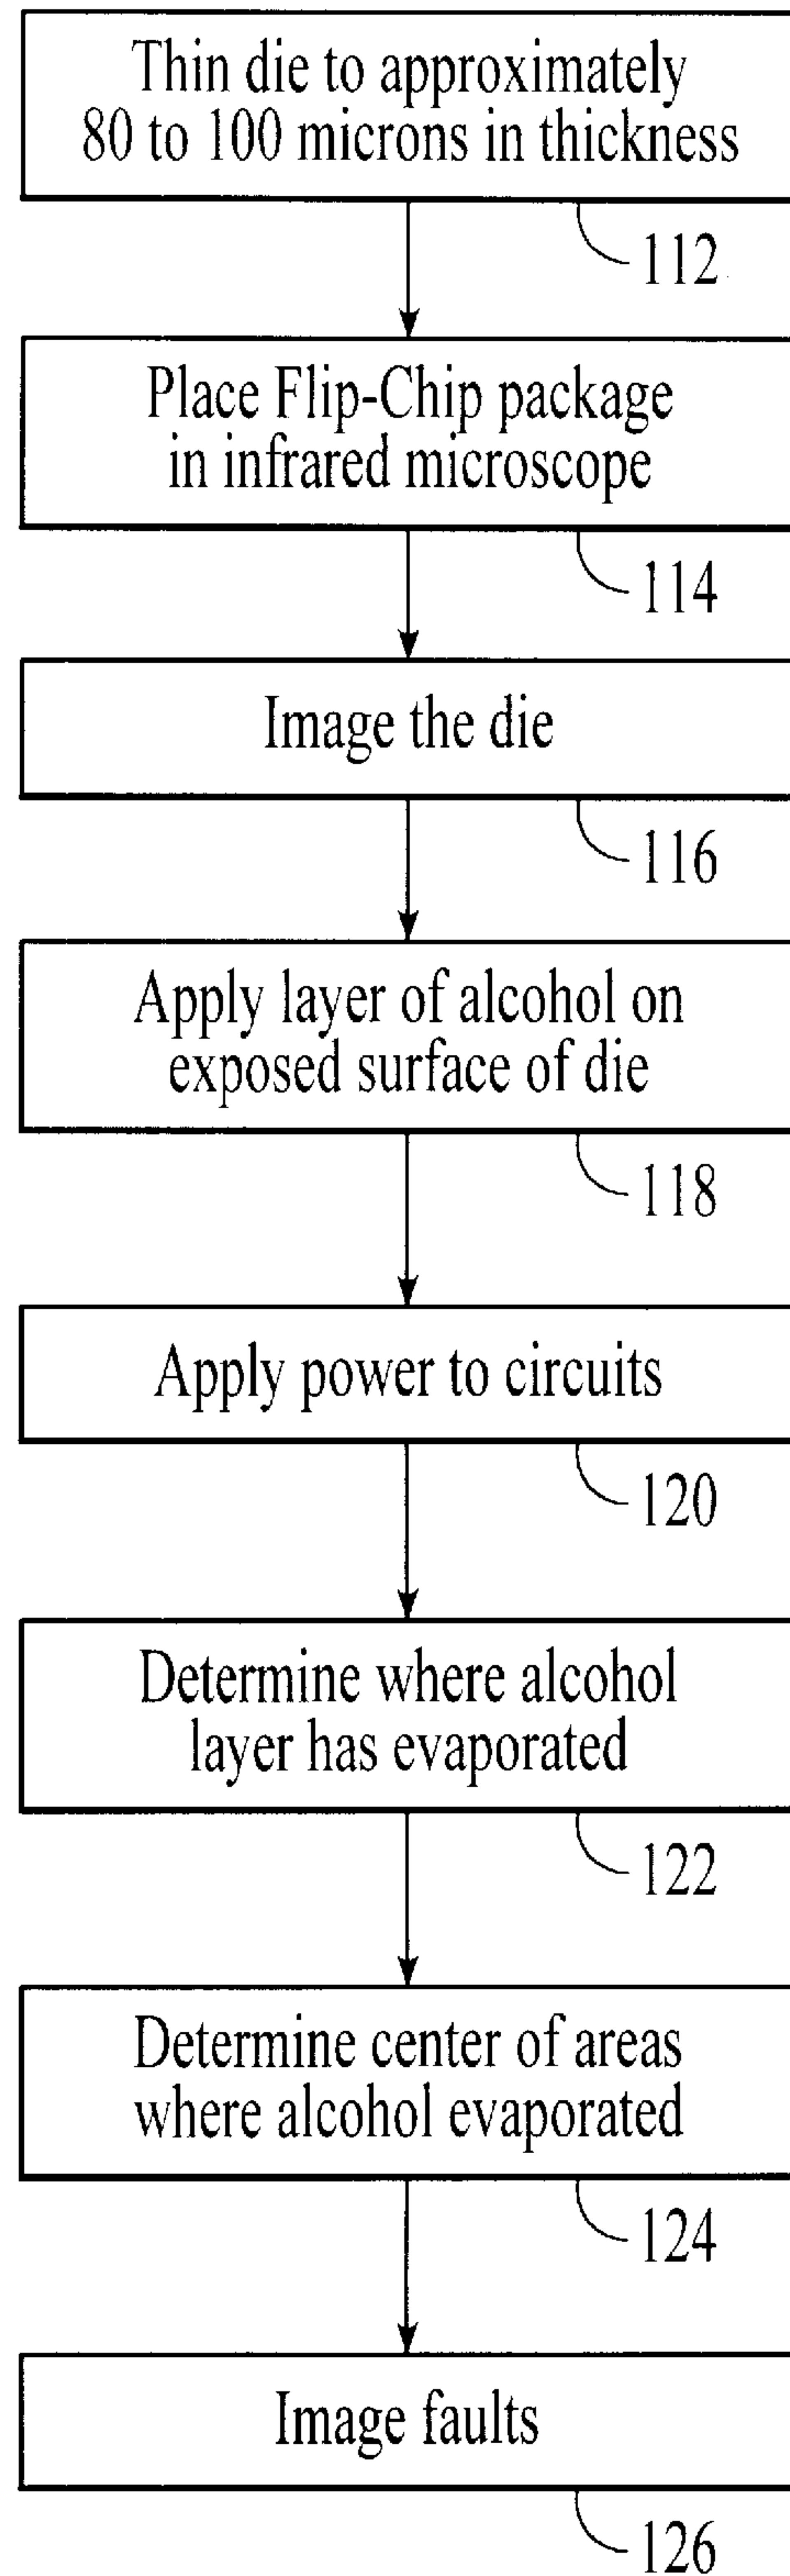 Thin die to approximately
80 to 100 microns in thickness
112
Place Flip-Chip package
in infrared microscope
114
Image the die
116
Apply layer of alcohol on
exposed surface of die
118
Apply power to circuits
120
Determine where alcohol
layer has evaporated
122
Determine center of areas
where alcohol evaporated
124
Image faults
126